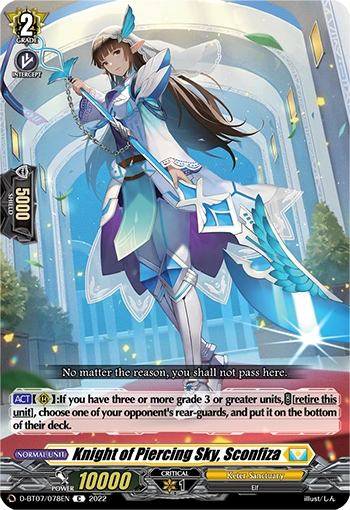 2
GRADE
INTERCEPT
5000
SHIELD
No matter the reason, you shall not pass here.
ACT【R】:If you have three or more grade 3 or greater units, [retire this
unit], choose one of your opponent's rear-guards, and put it on the bottom
of their deck.
NORMAL UNIT
Knight of Piercing Sky, Sconfiza
POWER 10000
CRITICAL
1
Keter Sanctuary
Elf
D-BT07/078EN C 2022
illust/しん